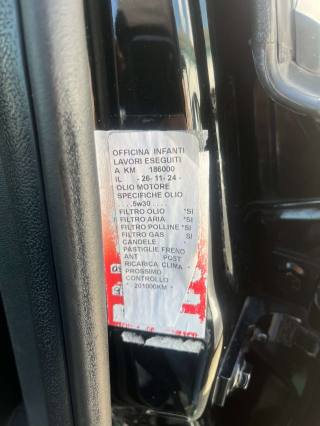 OFFICINA INFANTI
LAVORI ESEGUITI
A KM 186000
IL - 26- 11- 24 -
OLIO MOTORE
SPECIFICHE OLIO
....5w30....
FILTRO OLIO *SI
FILTRO ARIA *SI
FILTRO POLLINE *SI
FILTRO GAS SI
CANDELE
PASTIGLIE FRENO
ANT POST
RICARICA CLIMA
PROSSIMO
CONTROLLO
* 201000KM *